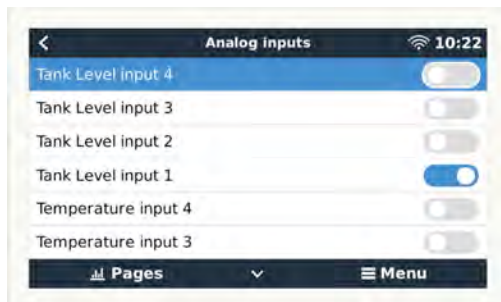 Analog inputs 10:22
Tank Level input 4
Tank Level input 3
Tank Level input 2
Tank Level input 1
Temperature input 4
Temperature input 3
Pages Menu